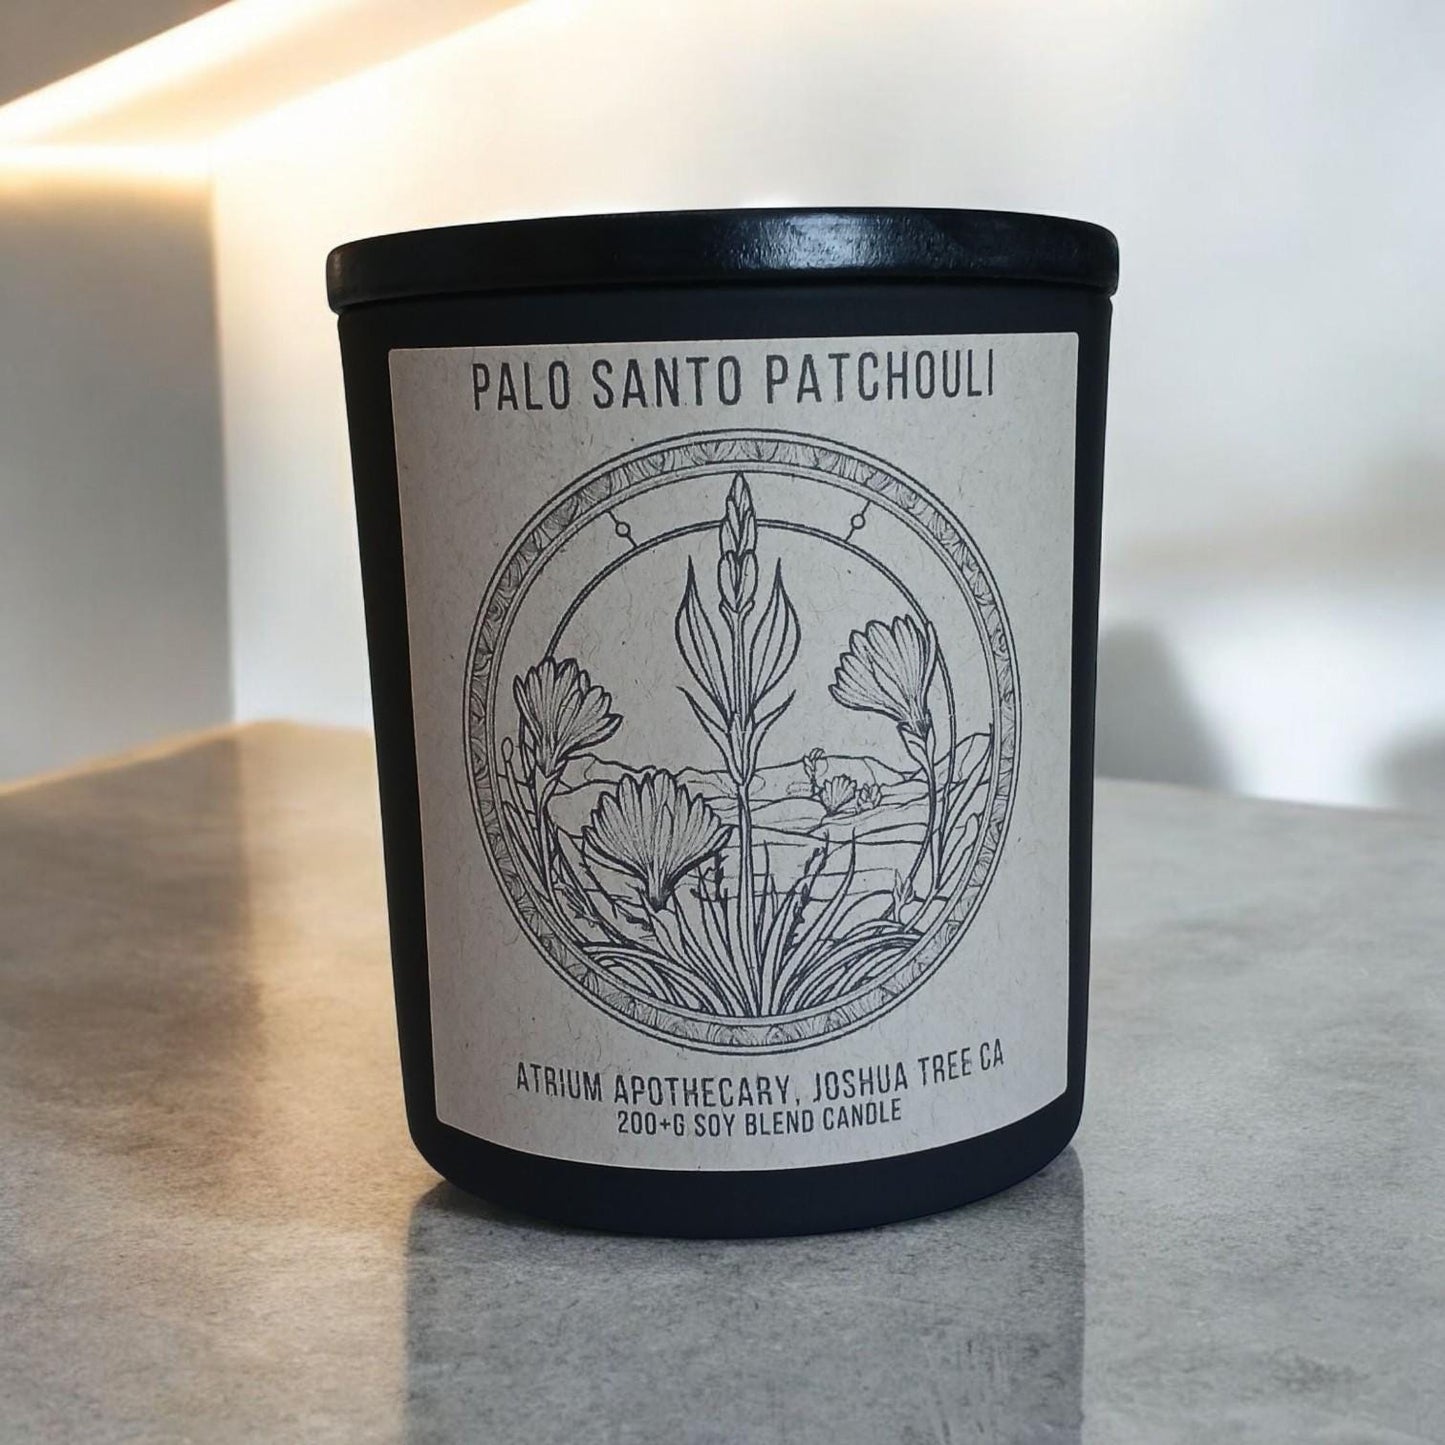 PALO SANTO PATCHOULI
ATRIUM APOTHECARY, JOSHUA TREE CA
200+G SOY BLEND CANDLE